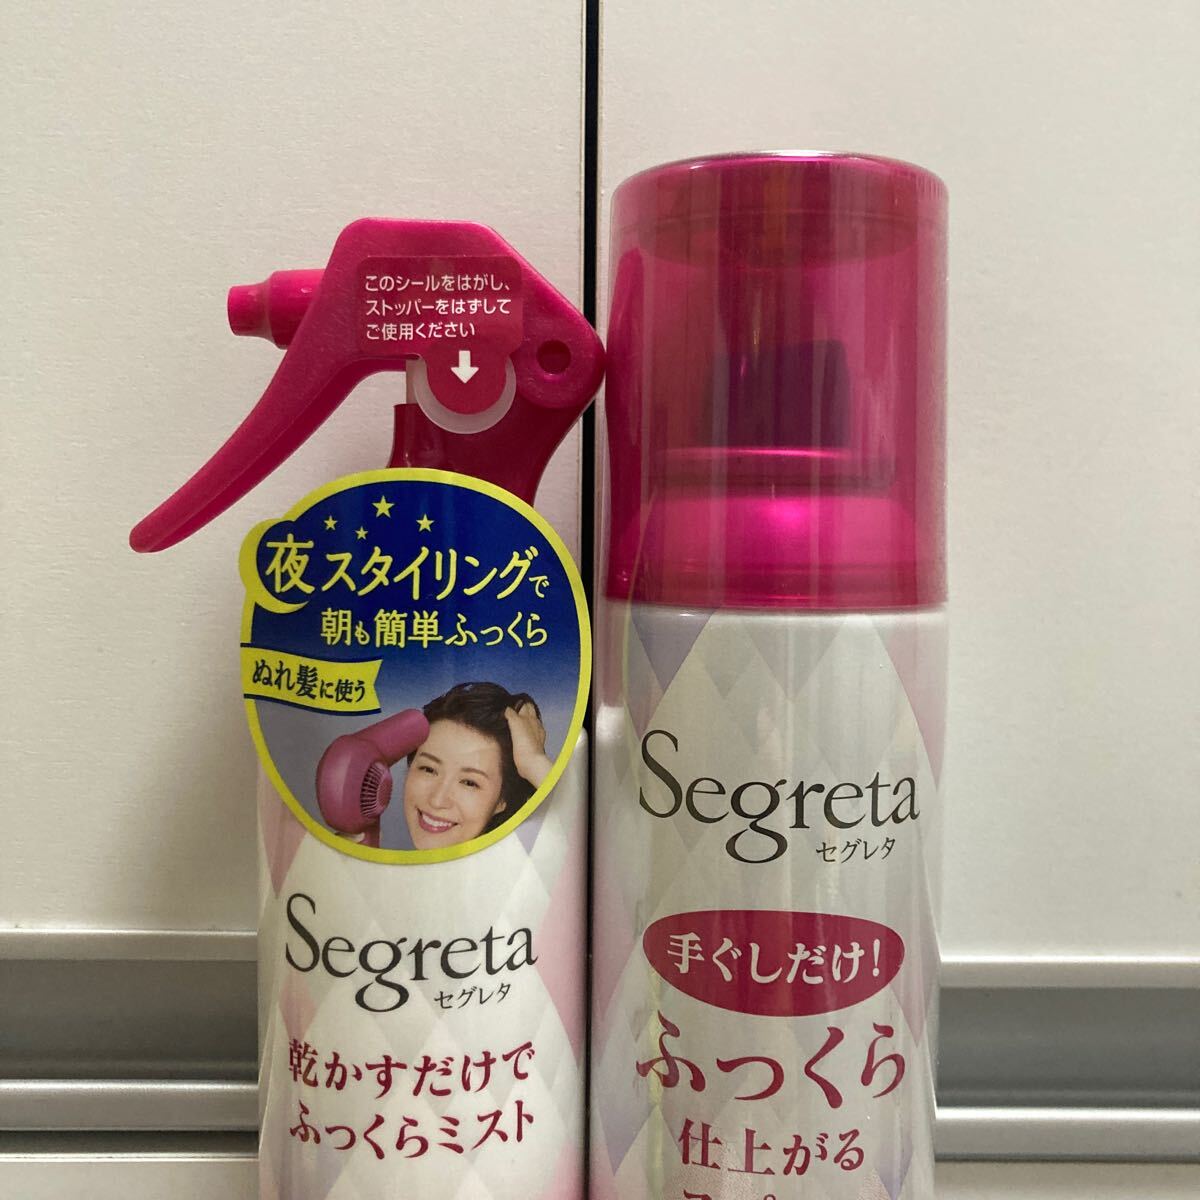 このシールをはがし、
ストッパーをはずして
ご使用ください
夜スタイリングで
朝も簡単ふっくら
ぬれ髪に使う
Segreta
セグレタ
乾かすだけで
ふっくらミスト
Segreta
セグレタ
手ぐしだけ!
ふっくら
仕上がる